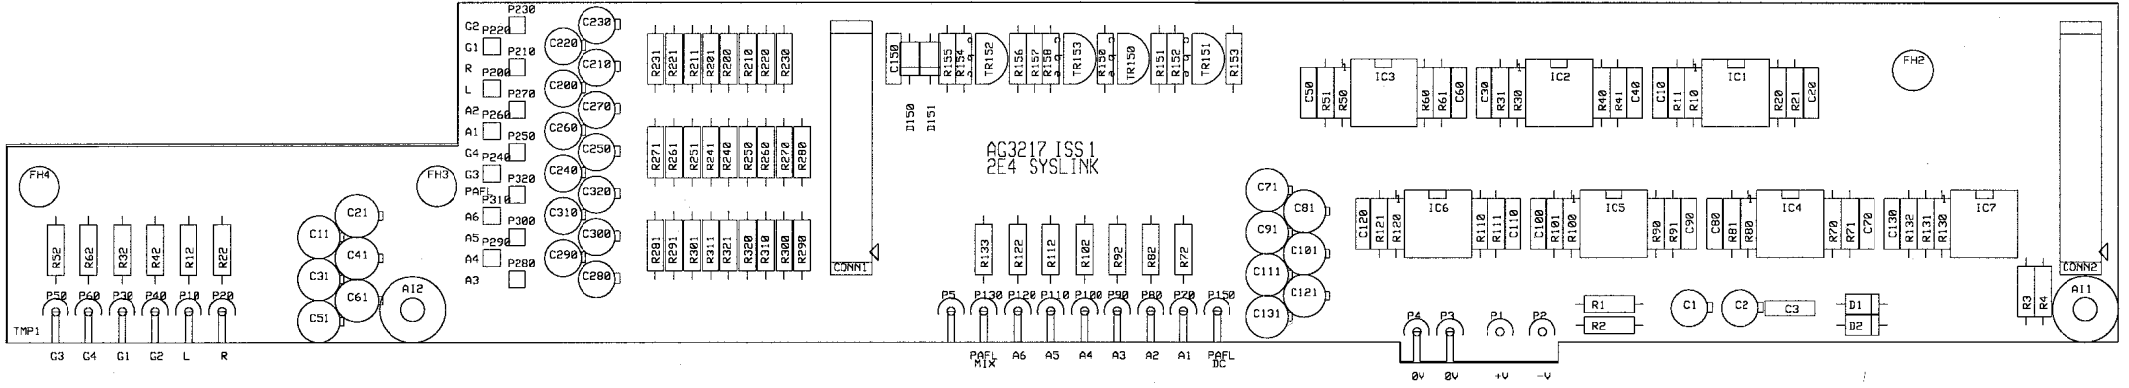 P230
G2
P220
C230
G1
C220
P210
R
C210
P200
L
C200
P270
A2
C270
P260
A1
C260
P250
G4
C250
P240
G3
C240
P320
PAFL
C320
P310
A6
C310
P300
A5
C300
P290
A4
C290
P280
A3
C280
R231 R221 R211 R201 R200 R210 R220 R230
R271 R261 R251 R241 R240 R250 R260 R270 R280
R281 R291 R301 R311 R321 R320 R310 R300 R290
CONN1
C150 D150 D151 R155 R154 TR152 R156 R157 R158 TR153 R150 TR150 R151 R152 TR151 R153
AG3217 ISS1
2E4 SYSLINK
C50 R51 R50 IC3 R60 R61 C60
C30 R31 R30 IC2 R40 R41 C40
C10 R11 R10 IC1 R20 R21 C20
FH2
C120 R121 R120 IC6 R110 R111 C110
C100 R101 R100 IC5 R90 R91 C90
C80 R81 R80 IC4 R70 R71 C70
C130 R132 R131 R130 IC7
CONN2
FH4
FH3
R52 R62 R32 R42 R12 R22
C21
C11
C41
C31
C61
C51
AI2
P50 P60 P30 P40 P10 P20
TMP1
G3 G4 G1 G2 L R
R133 R122 R112 R102 R92 R82 R72
P5 P130 P120 P110 P100 P90 P80 P70 P150
PAFL MIX A6 A5 A4 A3 A2 A1 PAFL DC
C71
C81
C91
C101
C111
C121
C131
P4 P3 P1 P2
0V 0V +V -V
R1
R2
C1 C2 C3
D1
D2
R3 R4
AI1